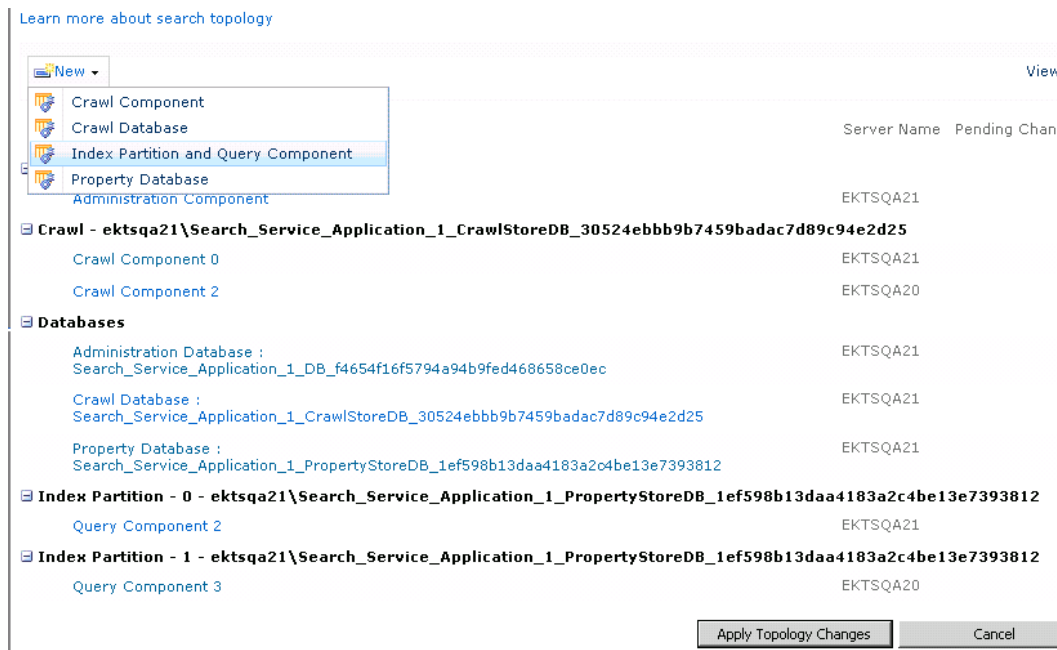 Learn more about search topology
New
View
Crawl Component
Crawl Database
Server Name Pending Chan
Index Partition and Query Component
Property Database
Administration Component EKTSQA21
Crawl - ektsqa21\Search_Service_Application_1_CrawlStoreDB_30524ebbb9b7459badac7d89c94e2d25
Crawl Component 0 EKTSQA21
Crawl Component 2 EKTSQA20
Databases
Administration Database : EKTSQA21
Search_Service_Application_1_DB_f4654f16f5794a94b9fed468658ce0ec
Crawl Database : EKTSQA21
Search_Service_Application_1_CrawlStoreDB_30524ebbb9b7459badac7d89c94e2d25
Property Database : EKTSQA21
Search_Service_Application_1_PropertyStoreDB_1ef598b13daa4183a2c4be13e7393812
Index Partition - 0 - ektsqa21\Search_Service_Application_1_PropertyStoreDB_1ef598b13daa4183a2c4be13e7393812
Query Component 2 EKTSQA21
Index Partition - 1 - ektsqa21\Search_Service_Application_1_PropertyStoreDB_1ef598b13daa4183a2c4be13e7393812
Query Component 3 EKTSQA20
Apply Topology Changes Cancel